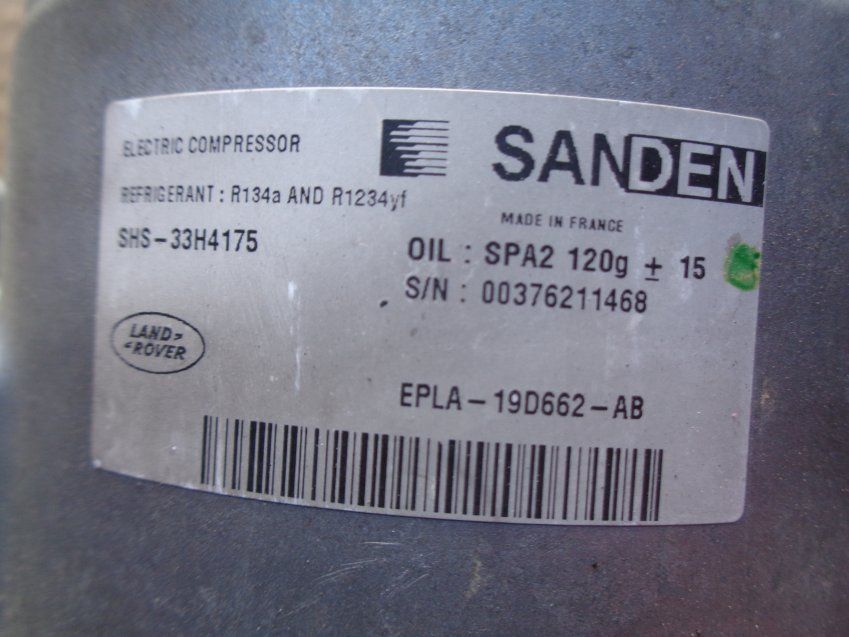 ELECTRIC COMPRESSOR
SANDEN
REFRIGERANT : R134a AND R1234yf
MADE IN FRANCE
SHS-33H4175
OIL : SPA2 120g ± 15
S/N : 00376211468
LAND
ROVER
EPLA-19D662-AB